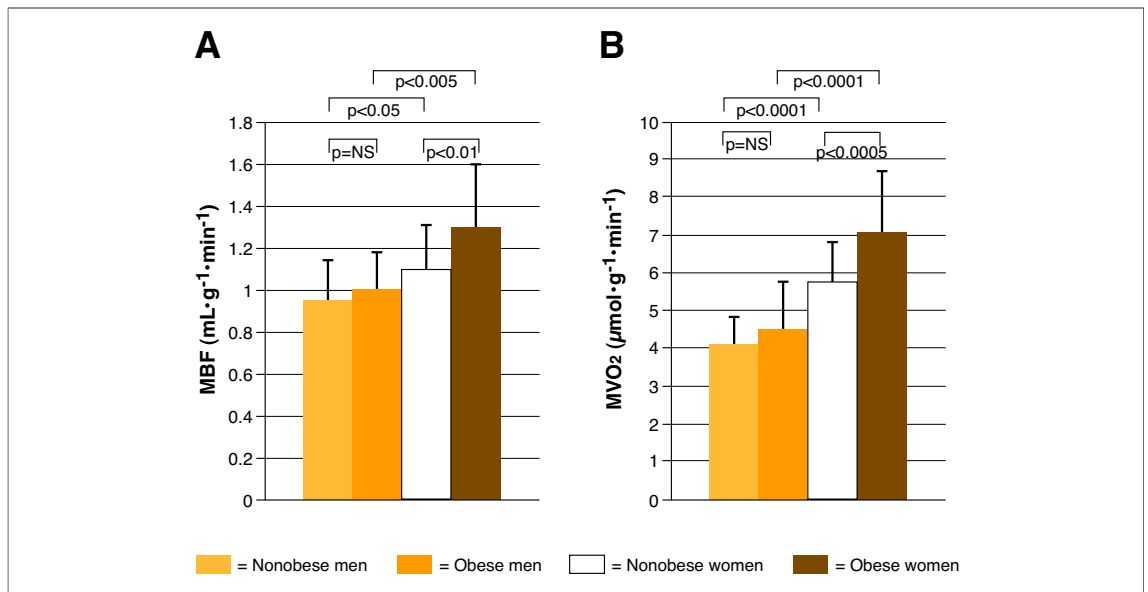 A
p<0.005
p<0.05
p=NS
p<0.01
MBF (mL•g-1•min-1)
1.8
1.6
1.4
1.2
1
0.8
0.6
0.4
0.2
0
B
p<0.0001
p<0.0001
p=NS
p<0.0005
MVO2 (µmol•g-1•min-1)
10
9
8
7
6
5
4
3
2
1
0
= Nonobese men
= Obese men
= Nonobese women
= Obese women